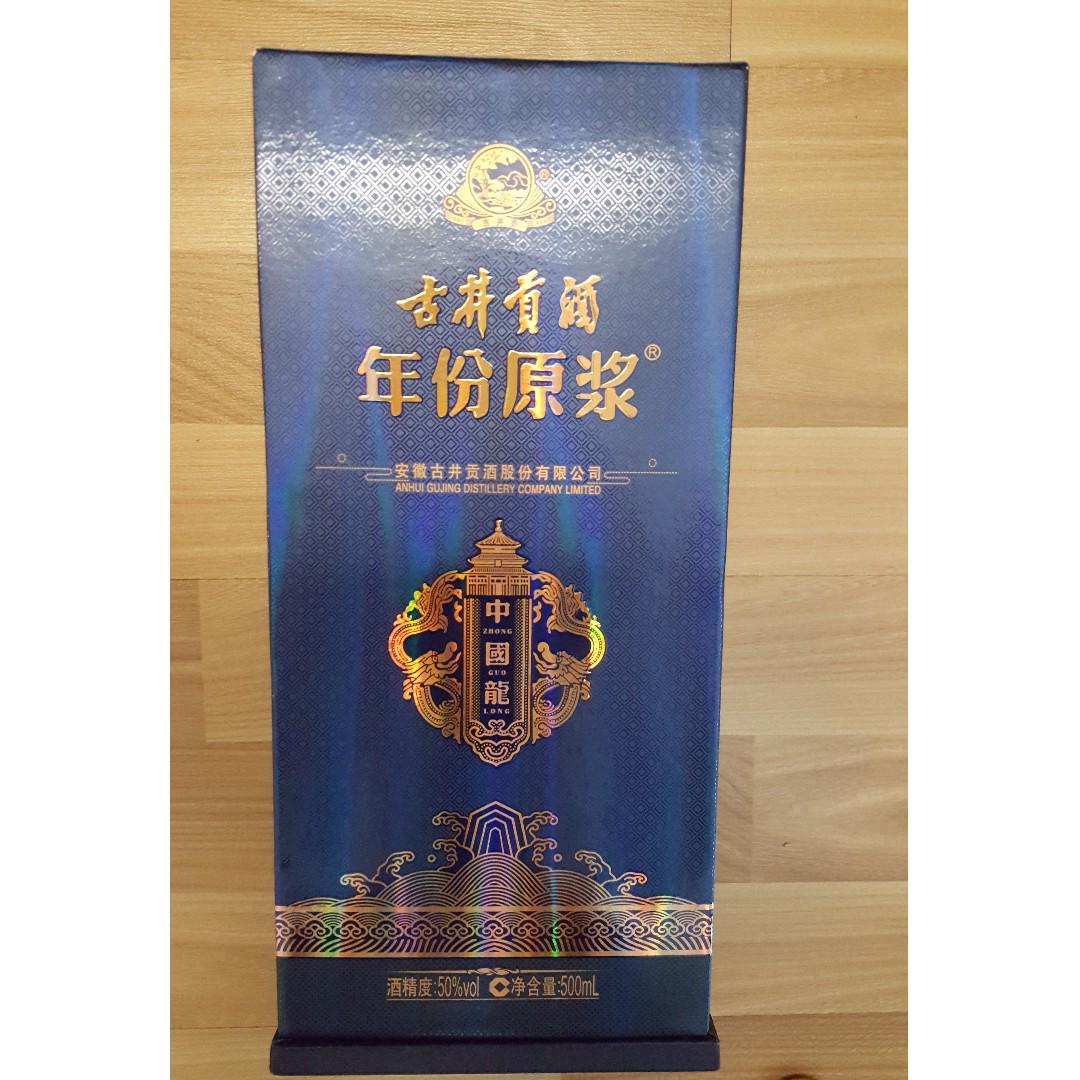 古井贡酒
年份原浆®
安徽古井贡酒股份有限公司
ANHUI GUJING DISTILLERY COMPANY LIMITED
中
ZHONG
國
GUO
龍
LONG
酒精度:50%vol 净含量:500mL